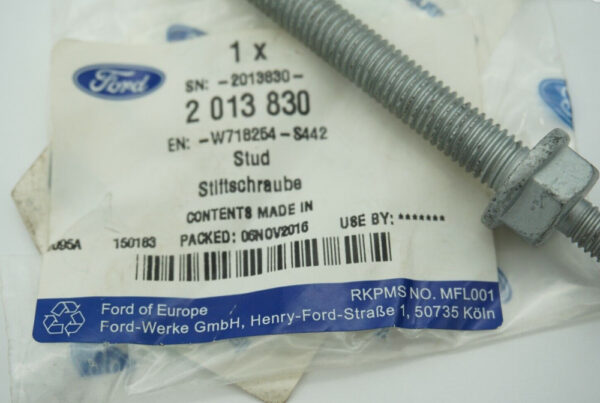 1 x
Ford
SN: -2013830-
2 013 830
EN: -W718254-S442
Stud
Stiftschraube
CONTENTS MADE IN
USE BY: *******
150183 PACKED: 06NOV2016
RKPMS NO. MFL001
Ford of Europe
Ford-Werke GmbH, Henry-Ford-Straße 1, 50735 Köln